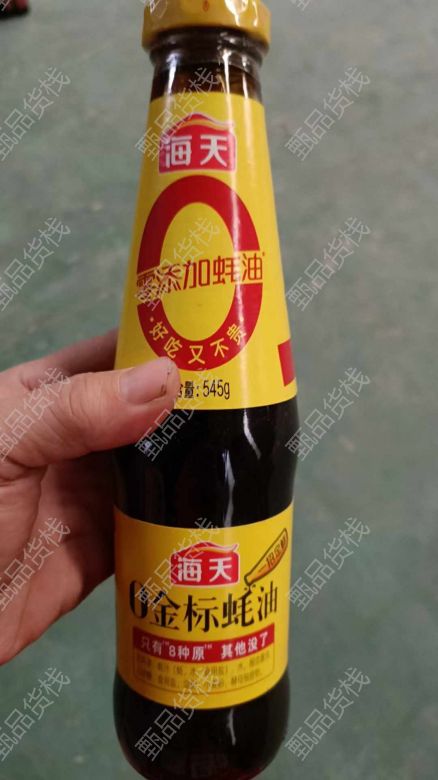 海天
零添加蚝油
·好吃又不贵·
含量:545g
海天
0金标蚝油
只有"8种原" 其他没了
甄品货栈